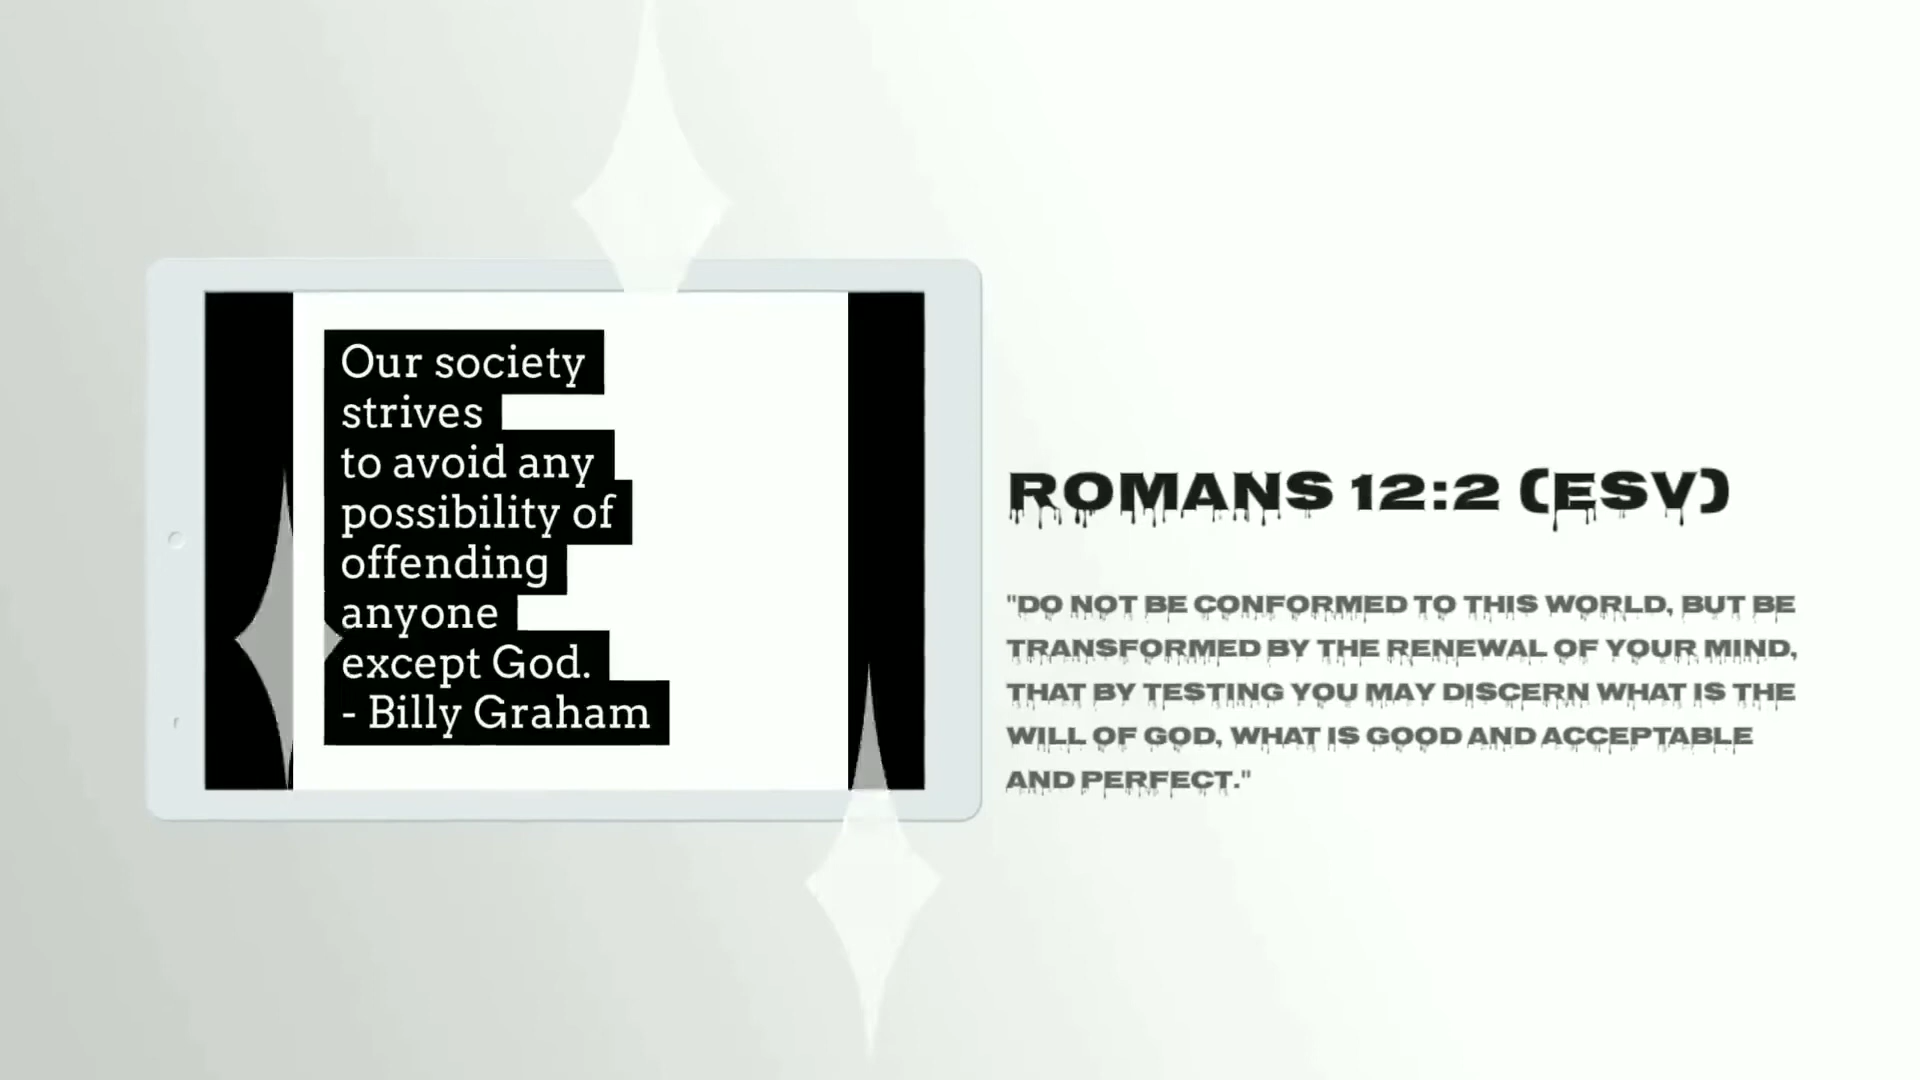 Our society
strives
to avoid any
possibility of
offending
anyone
except God.
- Billy Graham
ROMANS 12:2 (ESV)
"DO NOT BE CONFORMED TO THIS WORLD, BUT BE
TRANSFORMED BY THE RENEWAL OF YOUR MIND,
THAT BY TESTING YOU MAY DISCERN WHAT IS THE
WILL OF GOD, WHAT IS GOOD AND ACCEPTABLE
AND PERFECT."